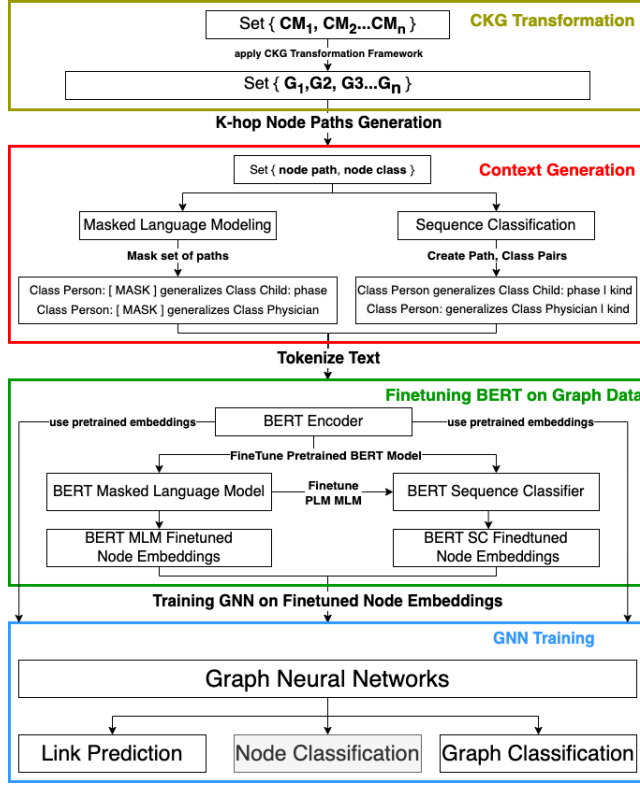 CKG Transformation
Set { CM1, CM2...CMn }
apply CKG Transformation Framework
Set { G1,G2, G3...Gn }
K-hop Node Paths Generation
Context Generation
Set { node path, node class }
Masked Language Modeling
Sequence Classification
Mask set of paths
Create Path, Class Pairs
Class Person: [ MASK ] generalizes Class Child: phase
Class Person: [ MASK ] generalizes Class Physician
Class Person generalizes Class Child: phase | kind
Class Person: generalizes Class Physician | kind
Tokenize Text
Finetuning BERT on Graph Data
use pretrained embeddings
BERT Encoder
use pretrained embeddings
FineTune Pretrained BERT Model
BERT Masked Language Model
Finetune
PLM MLM
BERT Sequence Classifier
BERT MLM Finetuned
Node Embeddings
BERT SC Finedtuned
Node Embeddings
Training GNN on Finetuned Node Embeddings
GNN Training
Graph Neural Networks
Link Prediction
Node Classification
Graph Classification